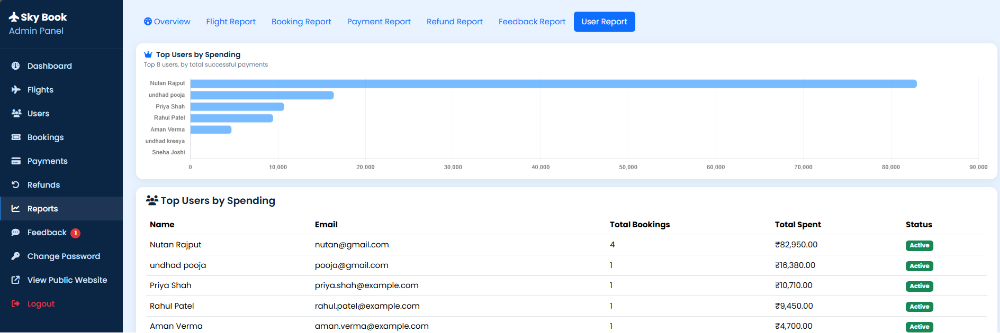 Sky Book
Admin Panel
Dashboard
Flights
Users
Bookings
Payments
Refunds
Reports
Feedback 1
Change Password
View Public Website
Logout
Overview Flight Report Booking Report Payment Report Refund Report Feedback Report User Report
Top Users by Spending
Top 8 users, by total successful payments
Nutan Rajput
undhad pooja
Priya Shah
Rahul Patel
Aman Verma
undhad kreeya
Sneha Joshi
0 10,000 20,000 30,000 40,000 50,000 60,000 70,000 80,000 90,000
Top Users by Spending
Name Email Total Bookings Total Spent Status
Nutan Rajput nutan@gmail.com 4 ₹82,950.00 Active
undhad pooja pooja@gmail.com 1 ₹16,380.00 Active
Priya Shah priya.shah@example.com 1 ₹10,710.00 Active
Rahul Patel rahul.patel@example.com 1 ₹9,450.00 Active
Aman Verma aman.verma@example.com 1 ₹4,700.00 Active